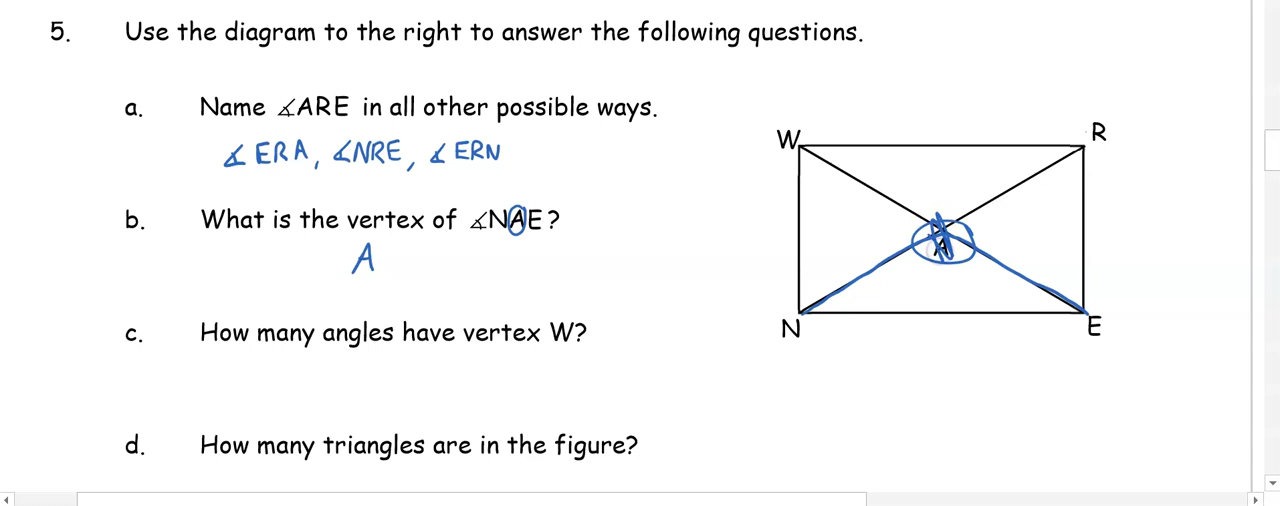 5. Use the diagram to the right to answer the following questions.
a. Name ∡ARE in all other possible ways.
∡ERA, ∡NRE, ∡ERN
b. What is the vertex of ∡NAE?
A
c. How many angles have vertex W?
d. How many triangles are in the figure?
W R
A
N E